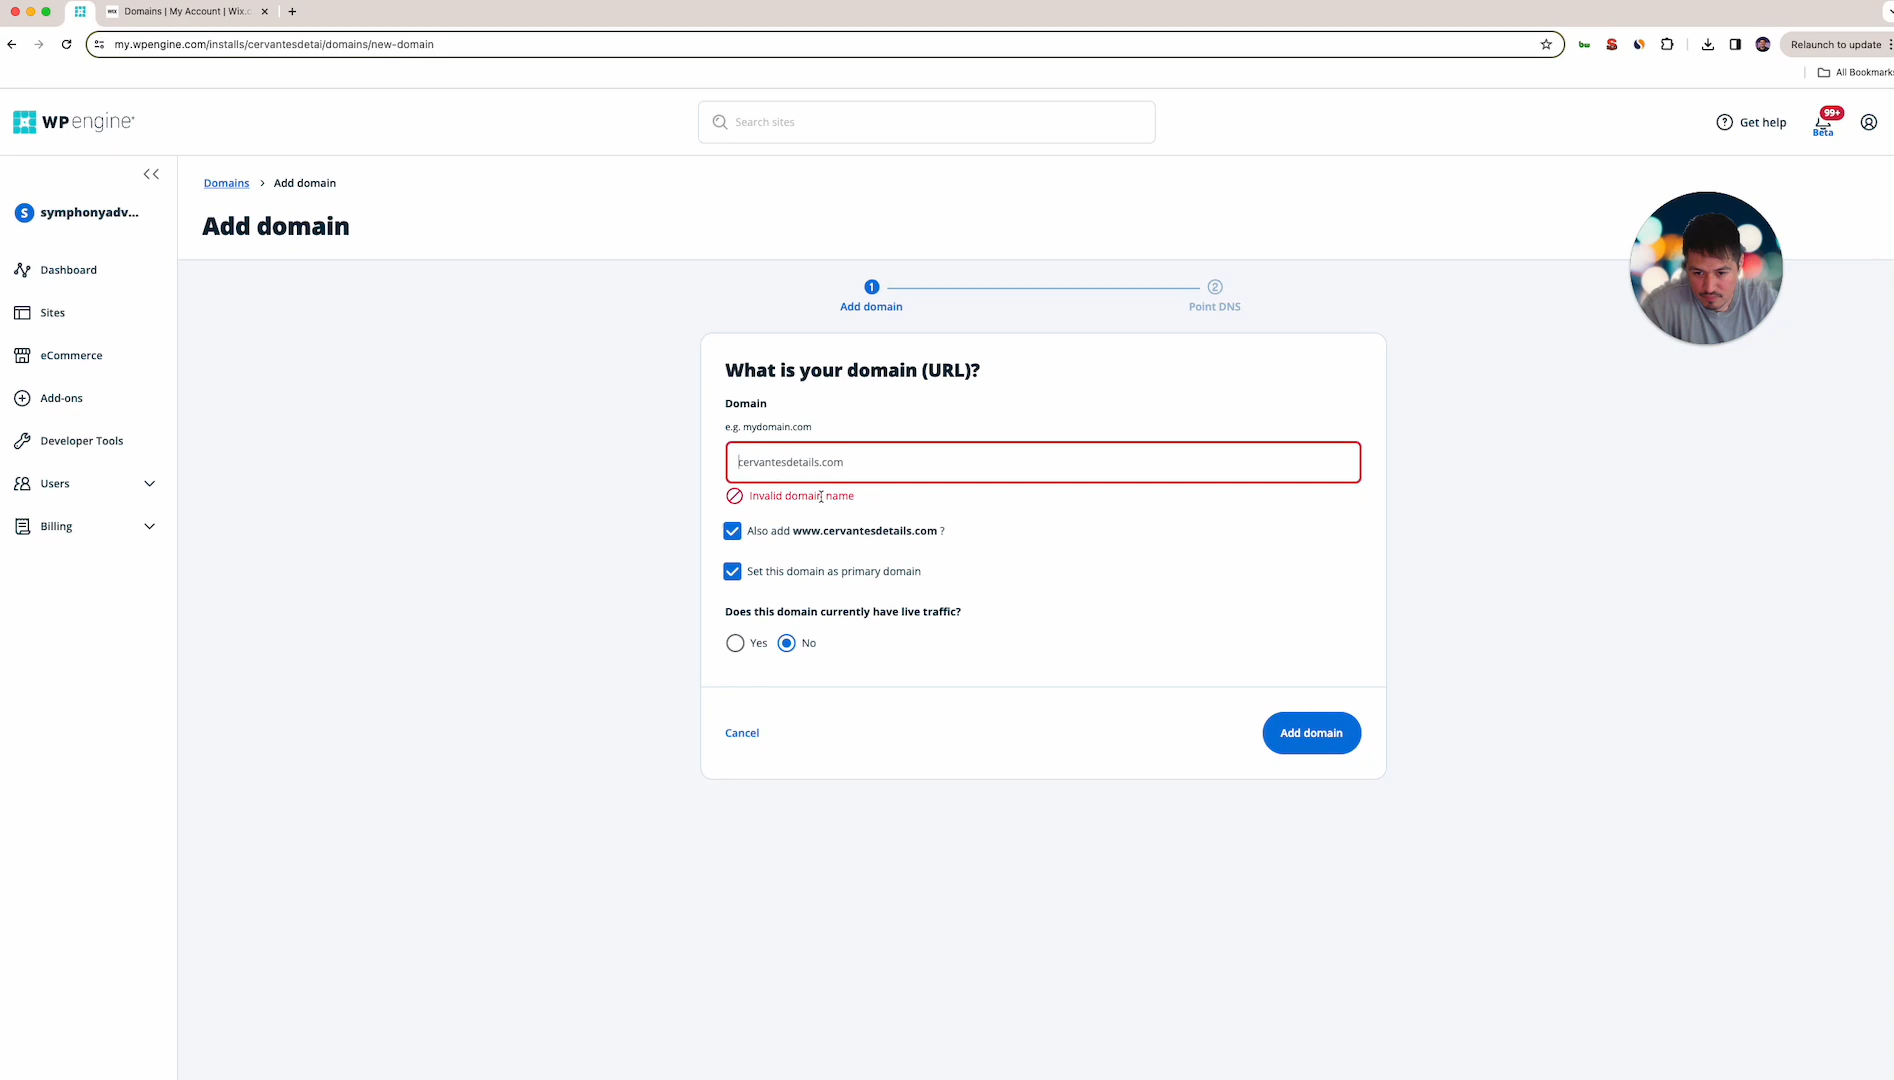 Domains | My Account | Wix.c
my.wpengine.com/installs/cervantesdetai/domains/new-domain
Relaunch to update
All Bookmarks
WP engine
Search sites
Get help
99+
Beta
S symphonyadv...
Domains > Add domain
Add domain
Dashboard
Sites
eCommerce
Add-ons
Developer Tools
Users
Billing
1
2
Add domain
Point DNS
What is your domain (URL)?
Domain
e.g. mydomain.com
cervantesdetails.com
Invalid domain name
Also add www.cervantesdetails.com ?
Set this domain as primary domain
Does this domain currently have live traffic?
Yes
No
Cancel
Add domain